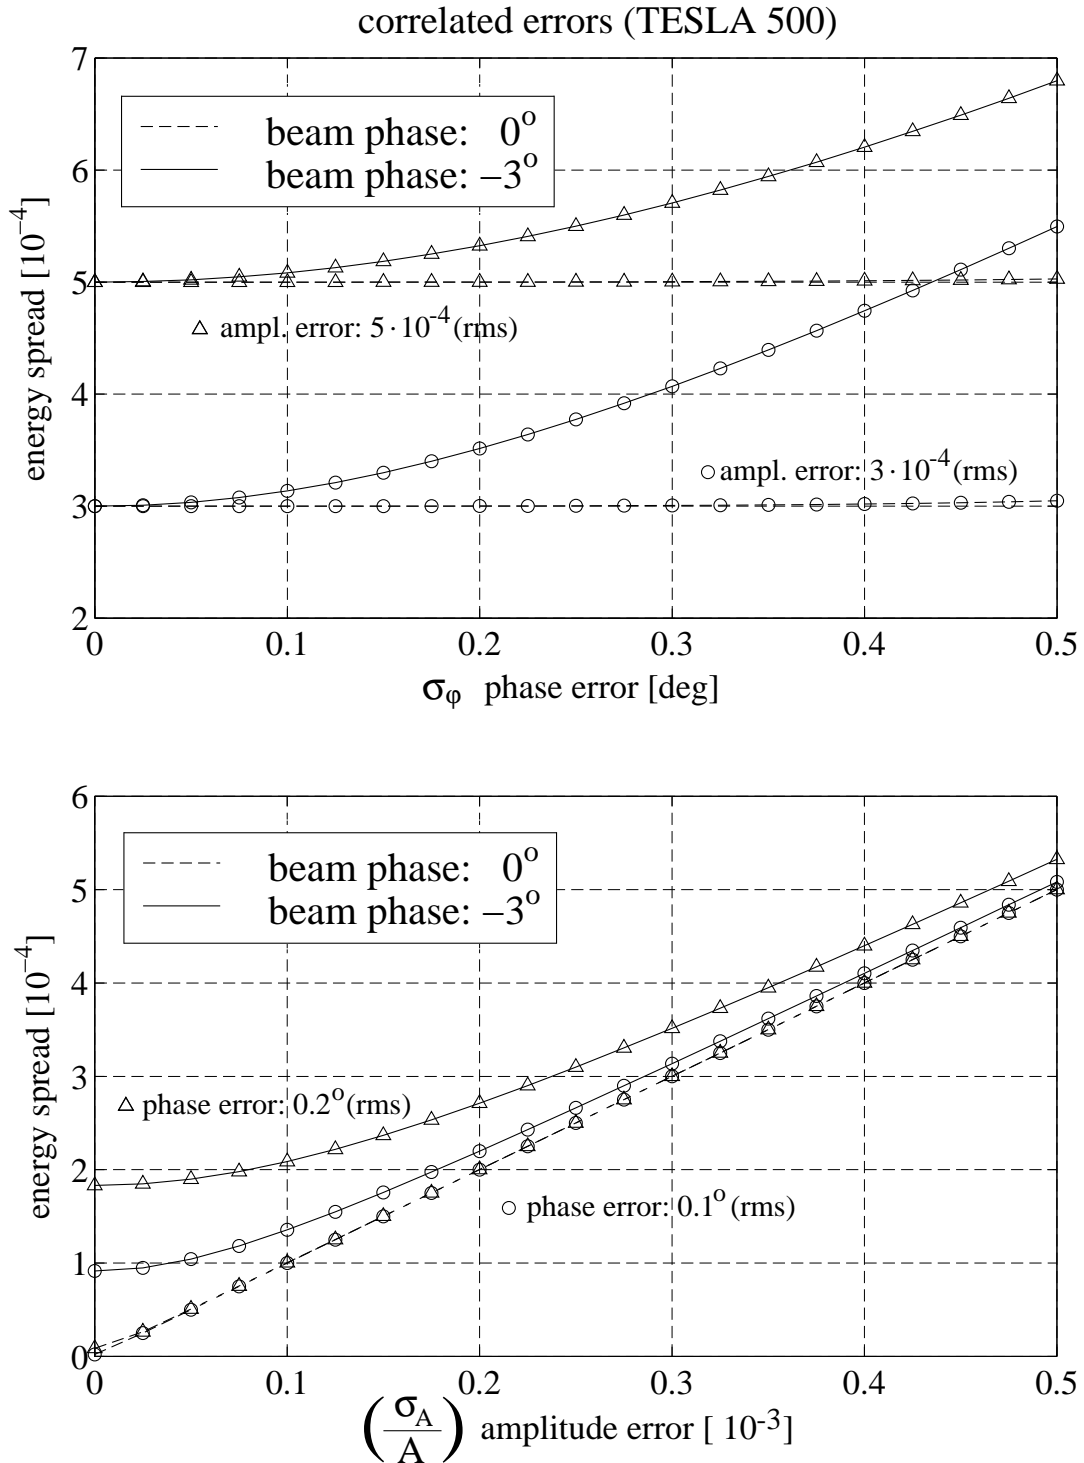 correlated errors (TESLA 500)
7
6
5
4
3
2
energy spread [10⁻⁴]
beam phase: 0°
beam phase: −3°
△ ampl. error: 5·10⁻⁴ (rms)
○ ampl. error: 3·10⁻⁴ (rms)
0 0.1 0.2 0.3 0.4 0.5
σφ phase error [deg]
6
5
4
3
2
1
0
energy spread [10⁻⁴]
beam phase: 0°
beam phase: −3°
△ phase error: 0.2° (rms)
○ phase error: 0.1° (rms)
0 0.1 0.2 0.3 0.4 0.5
(σ_A/A) amplitude error [ 10⁻³]